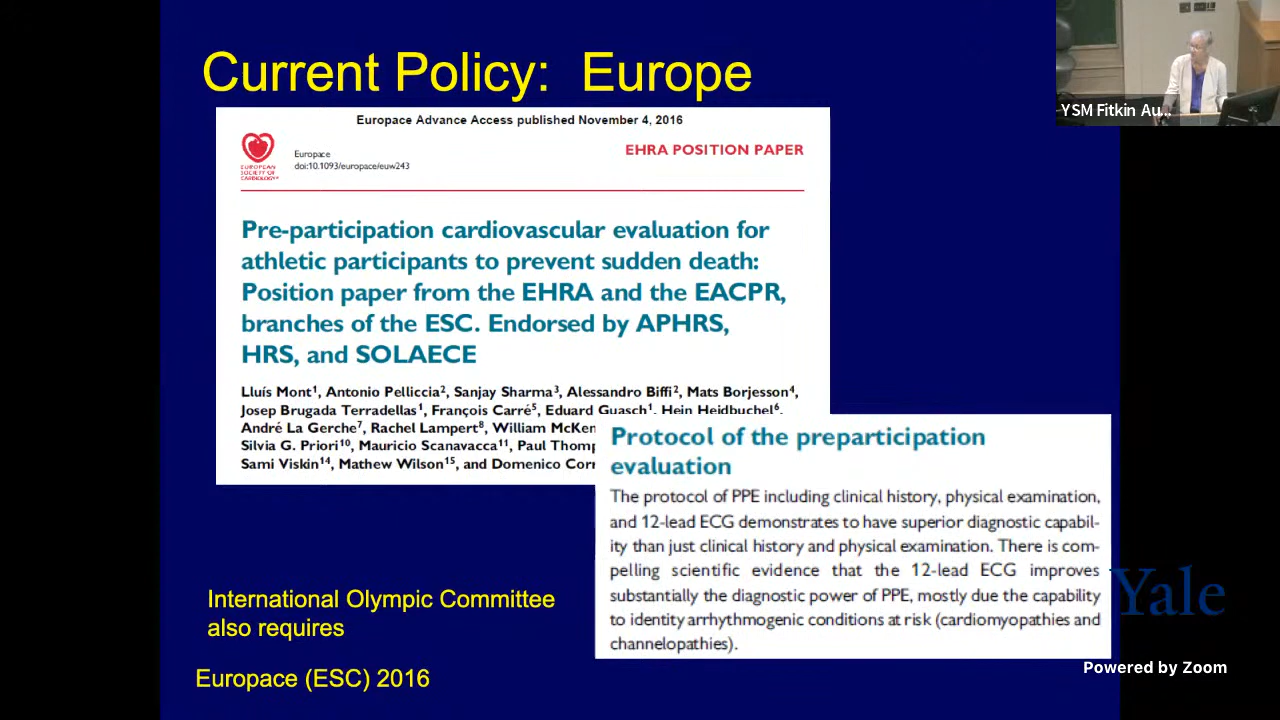 Current Policy: Europe
YSM Fitkin Au...
Europace Advance Access published November 4, 2016
EUROPEAN
SOCIETY OF
CARDIOLOGY®
Europace
doi:10.1093/europace/euw243
EHRA POSITION PAPER
Pre-participation cardiovascular evaluation for
athletic participants to prevent sudden death:
Position paper from the EHRA and the EACPR,
branches of the ESC. Endorsed by APHRS,
HRS, and SOLAECE
Lluís Mont1, Antonio Pelliccia2, Sanjay Sharma3, Alessandro Biffi2, Mats Borjesson4,
Josep Brugada Terradellas1, François Carré5, Eduard Guasch1, Hein Heidbuchel6,
André La Gerche7, Rachel Lampert8, William McKen
Silvia G. Priori10, Mauricio Scanavacca11, Paul Thomp
Sami Viskin14, Mathew Wilson15, and Domenico Corr
Protocol of the preparticipation
evaluation
The protocol of PPE including clinical history, physical examination,
and 12-lead ECG demonstrates to have superior diagnostic capabil-
ity than just clinical history and physical examination. There is com-
pelling scientific evidence that the 12-lead ECG improves
substantially the diagnostic power of PPE, mostly due the capability
to identity arrhythmogenic conditions at risk (cardiomyopathies and
channelopathies).
International Olympic Committee
also requires
Europace (ESC) 2016
Yale
Powered by Zoom